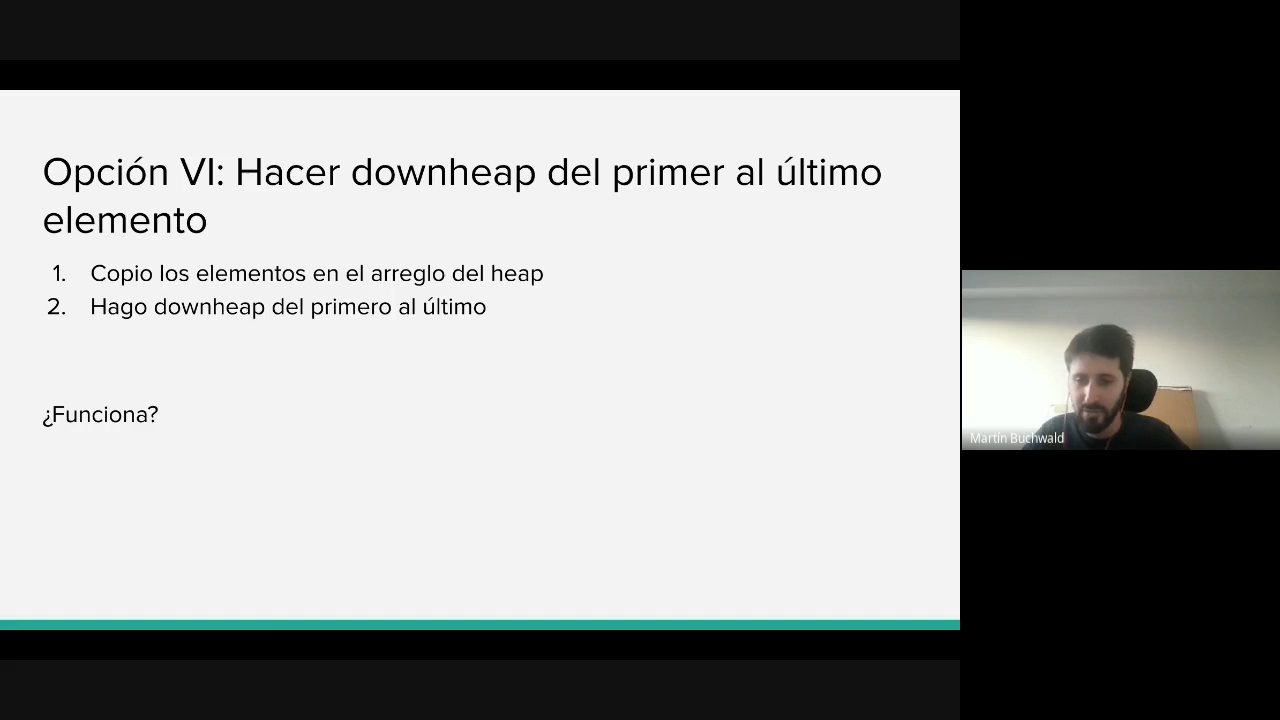 Opción VI: Hacer downheap del primer al último
elemento
1. Copio los elementos en el arreglo del heap
2. Hago downheap del primero al último
¿Funciona?
Martín Buchwald